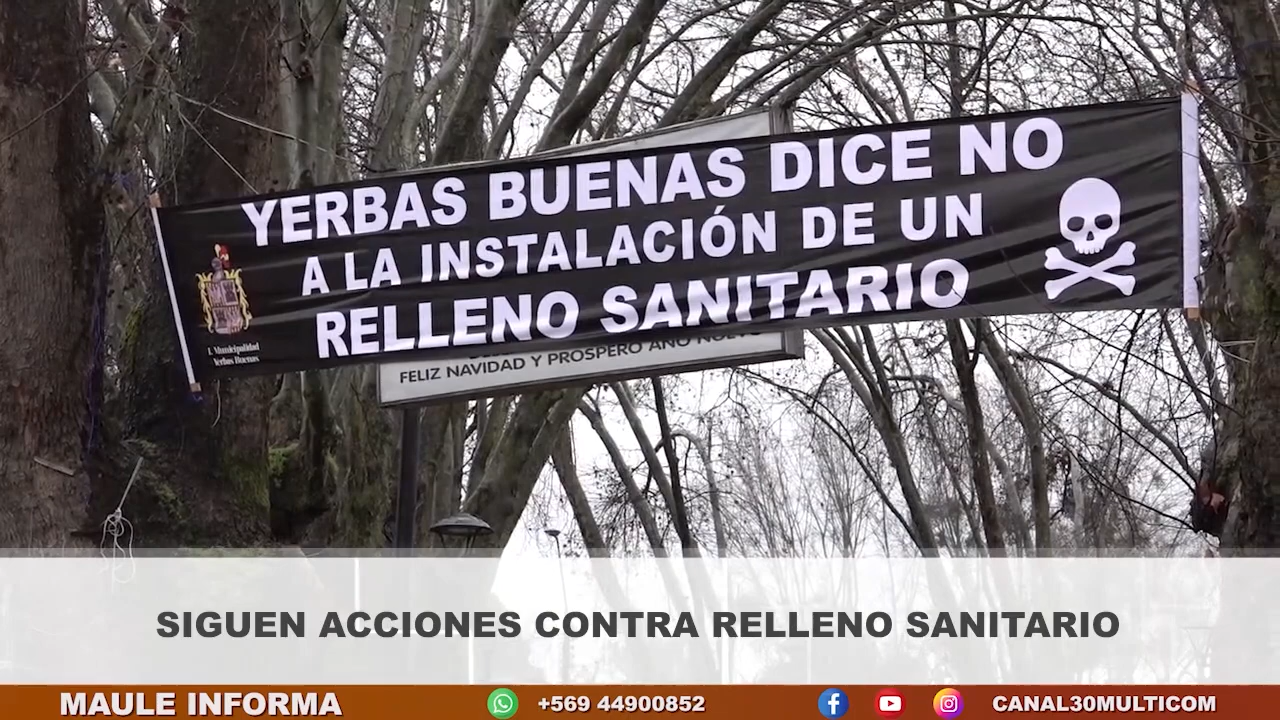 YERBAS BUENAS DICE NO
A LA INSTALACIÓN DE UN
RELLENO SANITARIO
I. Municipalidad
Yerbas Buenas
FELIZ NAVIDAD Y PROSPERO AÑO NUEVO
SIGUEN ACCIONES CONTRA RELLENO SANITARIO
MAULE INFORMA
+569 44900852
CANAL30MULTICOM